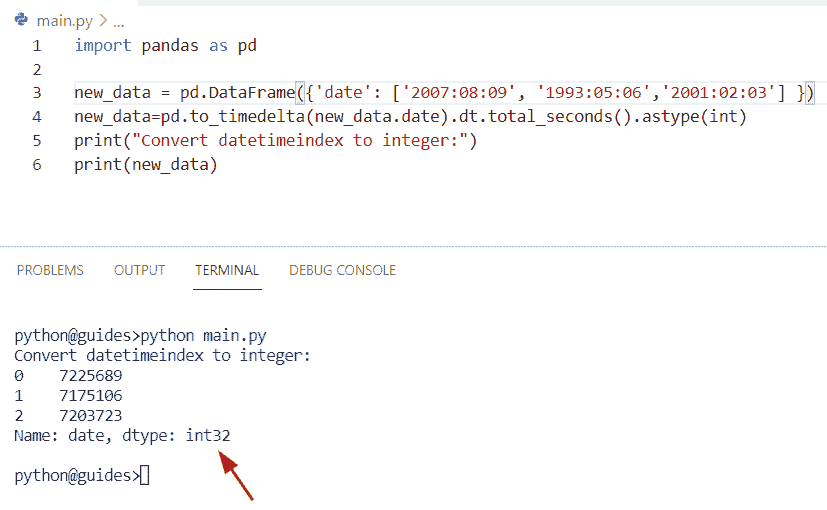 main.py > ...
1 import pandas as pd
2
3 new_data = pd.DataFrame({'date': ['2007:08:09', '1993:05:06','2001:02:03'] })
4 new_data=pd.to_timedelta(new_data.date).dt.total_seconds().astype(int)
5 print("Convert datetimeindex to integer:")
6 print(new_data)
PROBLEMS OUTPUT TERMINAL DEBUG CONSOLE
python@guides>python main.py
Convert datetimeindex to integer:
0    7225689
1    7175106
2    7203723
Name: date, dtype: int32
python@guides>